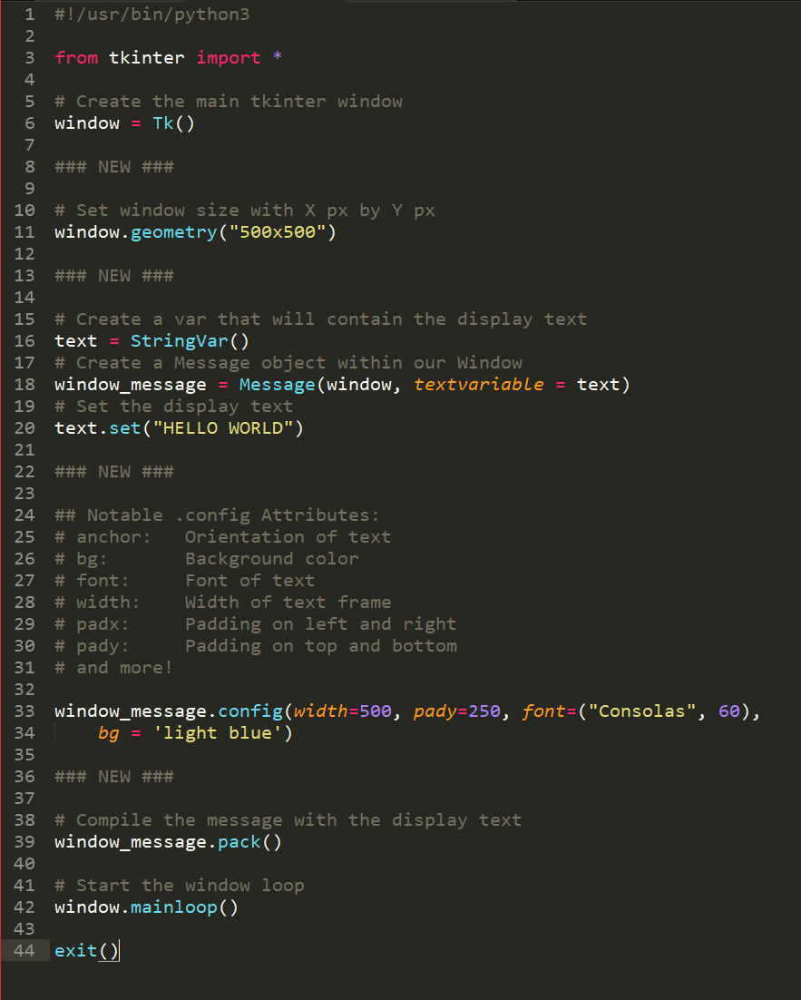 1 #!/usr/bin/python3
2
3 from tkinter import *
4
5 # Create the main tkinter window
6 window = Tk()
7
8 ### NEW ###
9
10 # Set window size with X px by Y px
11 window.geometry("500x500")
12
13 ### NEW ###
14
15 # Create a var that will contain the display text
16 text = StringVar()
17 # Create a Message object within our Window
18 window_message = Message(window, textvariable = text)
19 # Set the display text
20 text.set("HELLO WORLD")
21
22 ### NEW ###
23
24 ## Notable .config Attributes:
25 # anchor:   Orientation of text
26 # bg:       Background color
27 # font:     Font of text
28 # width:    Width of text frame
29 # padx:     Padding on left and right
30 # pady:     Padding on top and bottom
31 # and more!
32
33 window_message.config(width=500, pady=250, font=("Consolas", 60),
34     bg = 'light blue')
35
36 ### NEW ###
37
38 # Compile the message with the display text
39 window_message.pack()
40
41 # Start the window loop
42 window.mainloop()
43
44 exit()